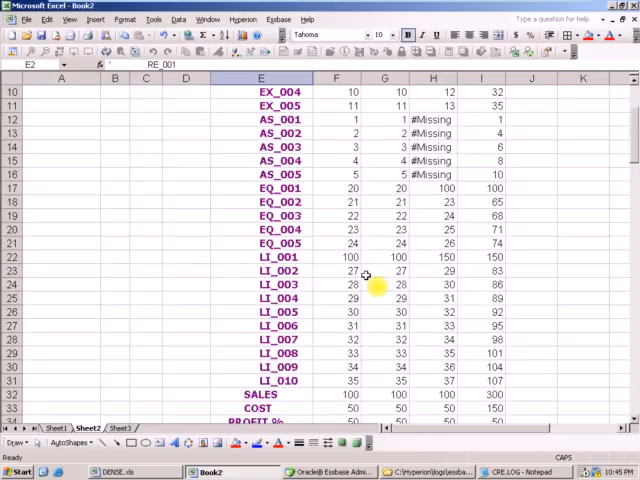 Microsoft Excel - Book2
File Edit View Insert Format Tools Data Window Hyperion Essbase Help
Type a question for help
Tahoma 10 B I U
E2 fx ' RE_001
A B C D E F G H I J K
10 EX_004 10 10 12 32
11 EX_005 11 11 13 35
12 AS_001 1 1 #Missing 1
13 AS_002 2 2 #Missing 4
14 AS_003 3 3 #Missing 6
15 AS_004 4 4 #Missing 8
16 AS_005 5 5 #Missing 10
17 EQ_001 20 20 100 100
18 EQ_002 21 21 23 65
19 EQ_003 22 22 24 68
20 EQ_004 23 23 25 71
21 EQ_005 24 24 26 74
22 LI_001 100 100 150 150
23 LI_002 27 27 29 83
24 LI_003 28 28 30 86
25 LI_004 29 29 31 89
26 LI_005 30 30 32 92
27 LI_006 31 31 33 95
28 LI_007 32 32 34 98
29 LI_008 33 33 35 101
30 LI_009 34 34 36 104
31 LI_010 35 35 37 107
32 SALES 100 100 100 300
33 COST 50 50 50 150
34 PROFIT % 50 50 50
Sheet1 Sheet2 Sheet3
Draw AutoShapes
Ready CAPS
Start DENSE.xls Book2 Oracle® Essbase Admi... C:\Hyperion\logs\essba... CRE.LOG - Notepad 10:45 PM